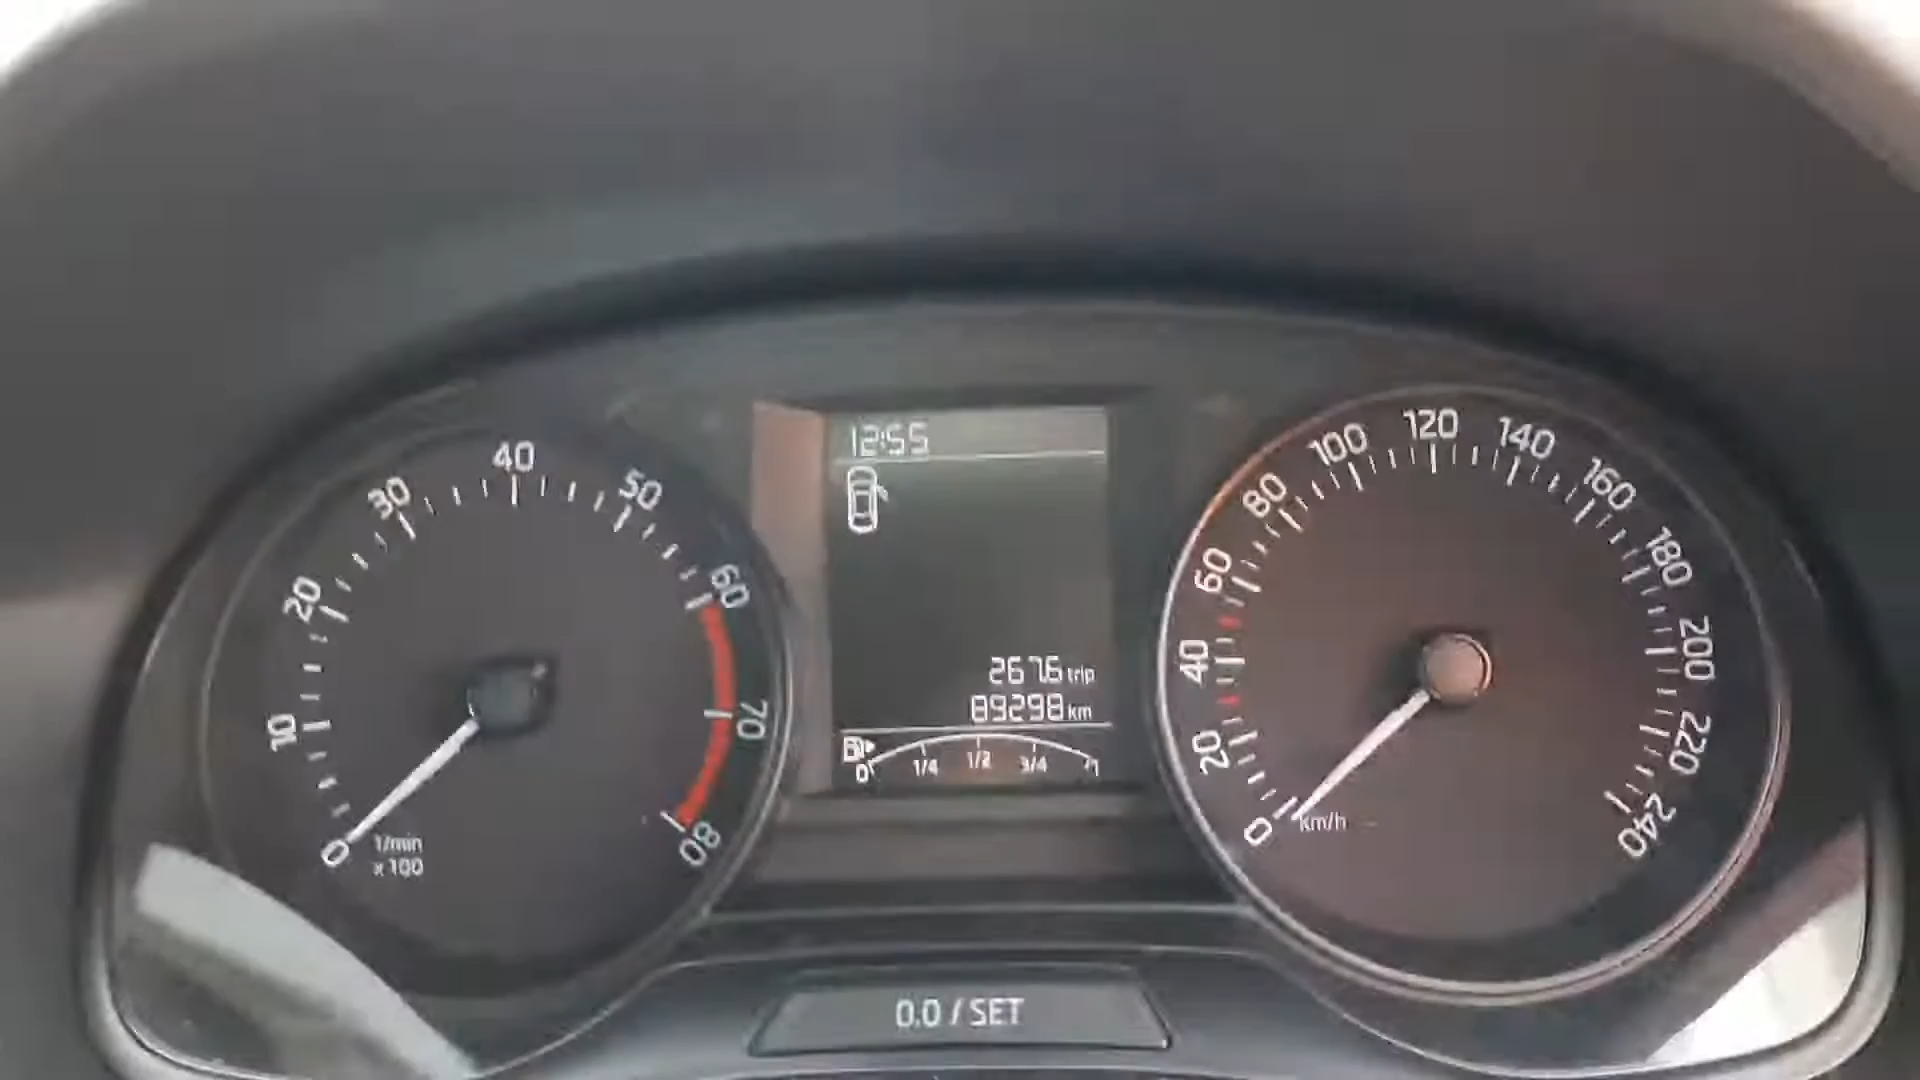 12:55
267.6 trip
89298 km
0 1/4 1/2 3/4 1
0 10 20 30 40 50 60 70 80
1/min
x 100
0 20 40 60 80 100 120 140 160 180 200 220 240
km/h
0.0 / SET